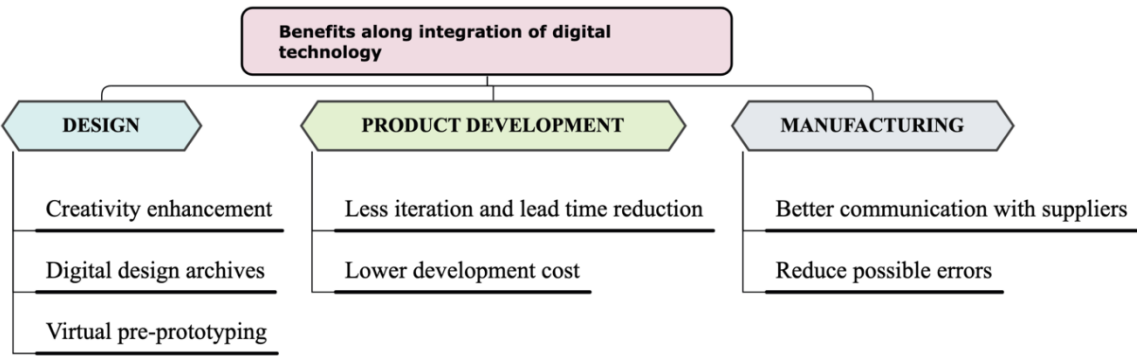 Benefits along integration of digital
technology
DESIGN
PRODUCT DEVELOPMENT
MANUFACTURING
Creativity enhancement
Digital design archives
Virtual pre-prototyping
Less iteration and lead time reduction
Lower development cost
Better communication with suppliers
Reduce possible errors